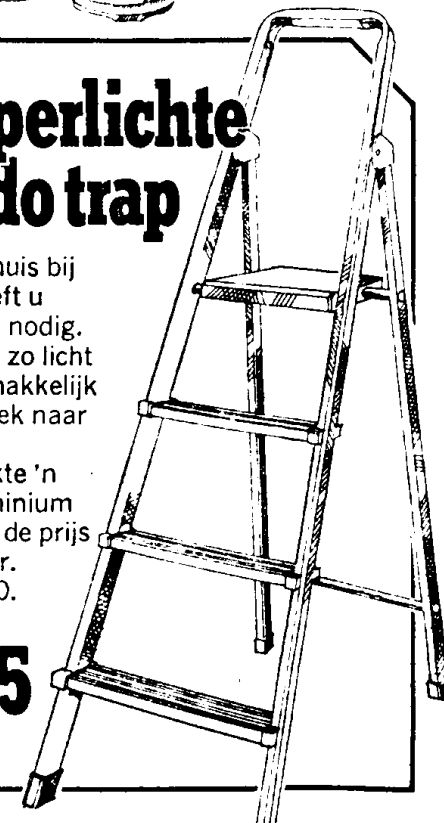 perlichte
do trap
huis bij
eft u
nodig.
zo licht
makkelijk
ek naar
kte 'n
minium
de prijs
r.
0.
5